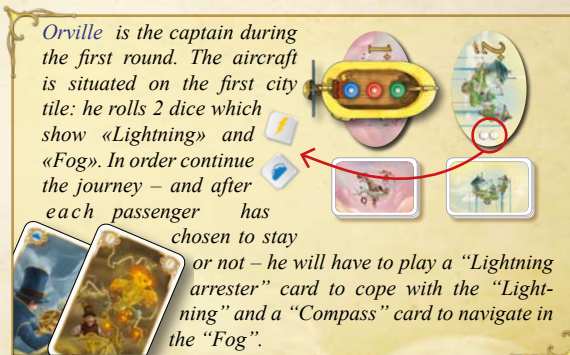 Orville is the captain during
the first round. The aircraft
is situated on the first city
tile: he rolls 2 dice which
show «Lightning» and
«Fog». In order continue
the journey – and after
each passenger has
chosen to stay
or not – he will have to play a “Lightning
arrester” card to cope with the “Light-
ning” and a “Compass” card to navigate in
the “Fog”.
1
2